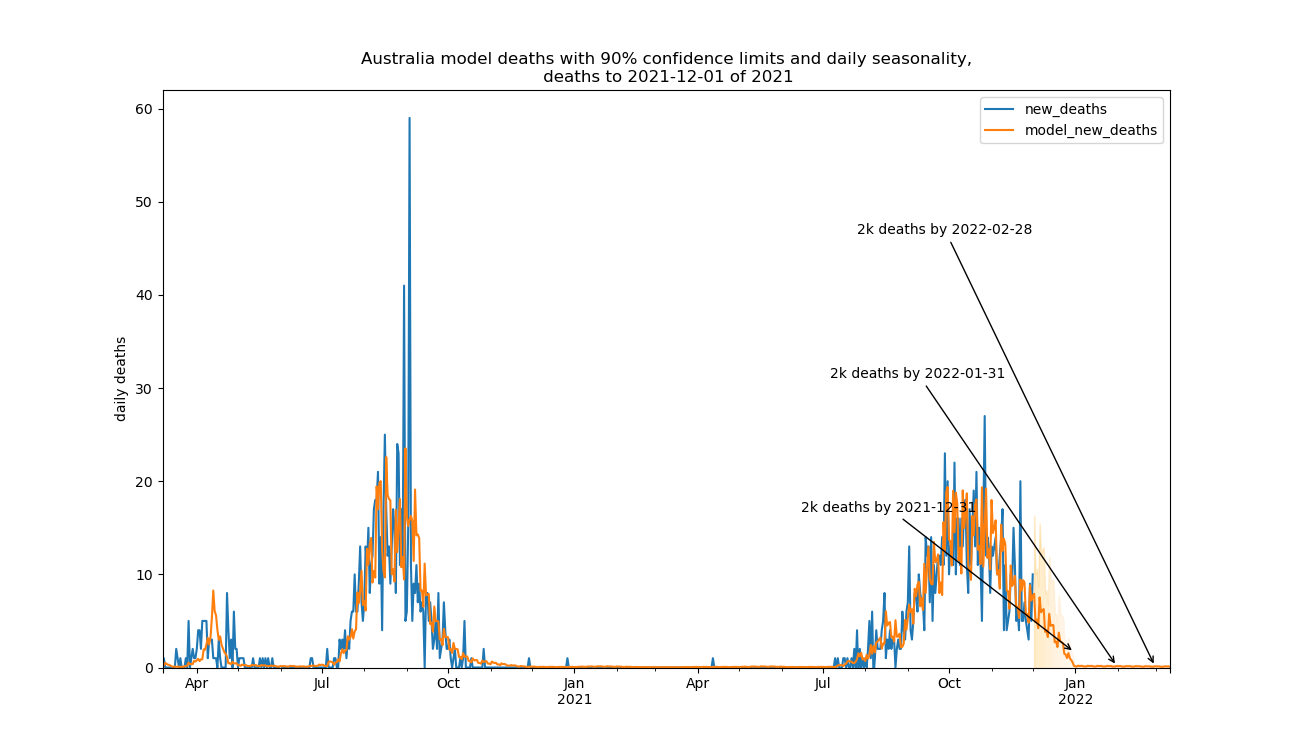 Australia model deaths with 90% confidence limits and daily seasonality,
deaths to 2021-12-01 of 2021
new_deaths
model_new_deaths
60
50
40
30
20
10
0
daily deaths
2k deaths by 2022-02-28
2k deaths by 2022-01-31
2k deaths by 2021-12-31
Apr
Jul
Oct
Jan
2021
Apr
Jul
Oct
Jan
2022